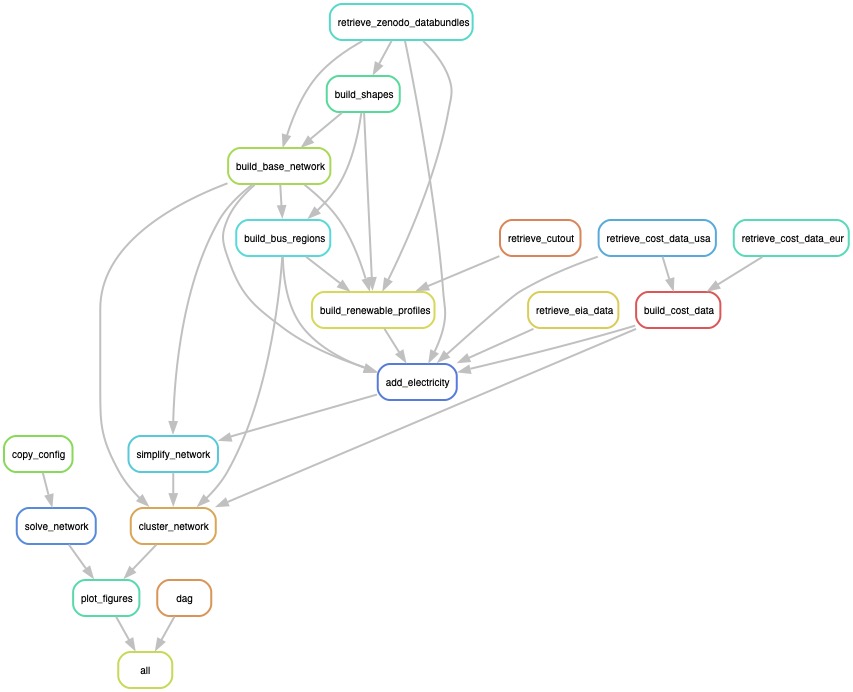 retrieve_zenodo_databundles
build_shapes
build_base_network
build_bus_regions
retrieve_cutout
retrieve_cost_data_usa
retrieve_cost_data_eur
build_renewable_profiles
retrieve_eia_data
build_cost_data
add_electricity
copy_config
simplify_network
solve_network
cluster_network
plot_figures
dag
all